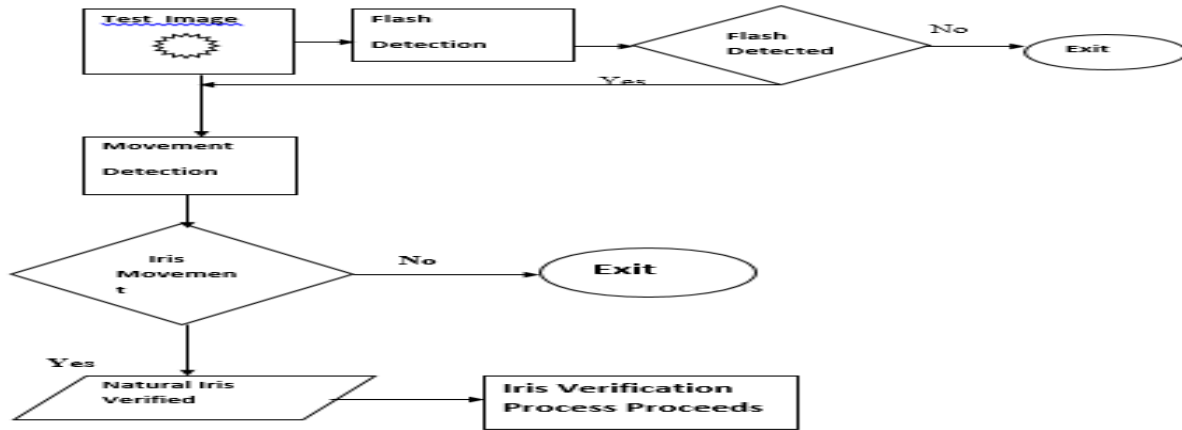 Test Image
Flash
Detection
Flash
Detected
No
Exit
Yes
Movement
Detection
Iris
Movemen
t
No
Exit
Yes
Natural Iris
Verified
Iris Verification
Process Proceeds